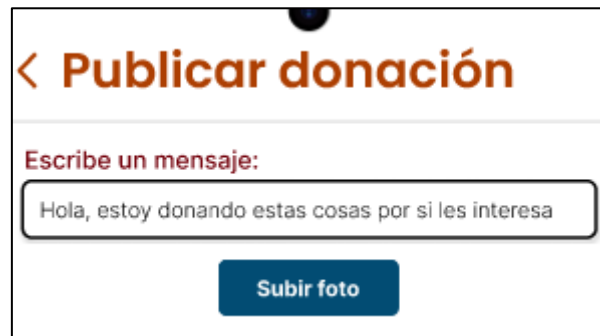 Publicar donación
Escribe un mensaje:
Hola, estoy donando estas cosas por si les interesa
Subir foto